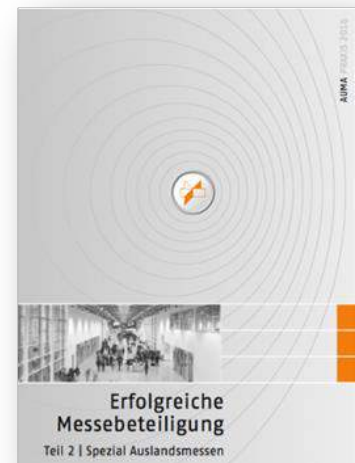 AUMA PRAXIS 2016
Erfolgreiche
Messebeteiligung
Teil 2 | Spezial Auslandsmessen